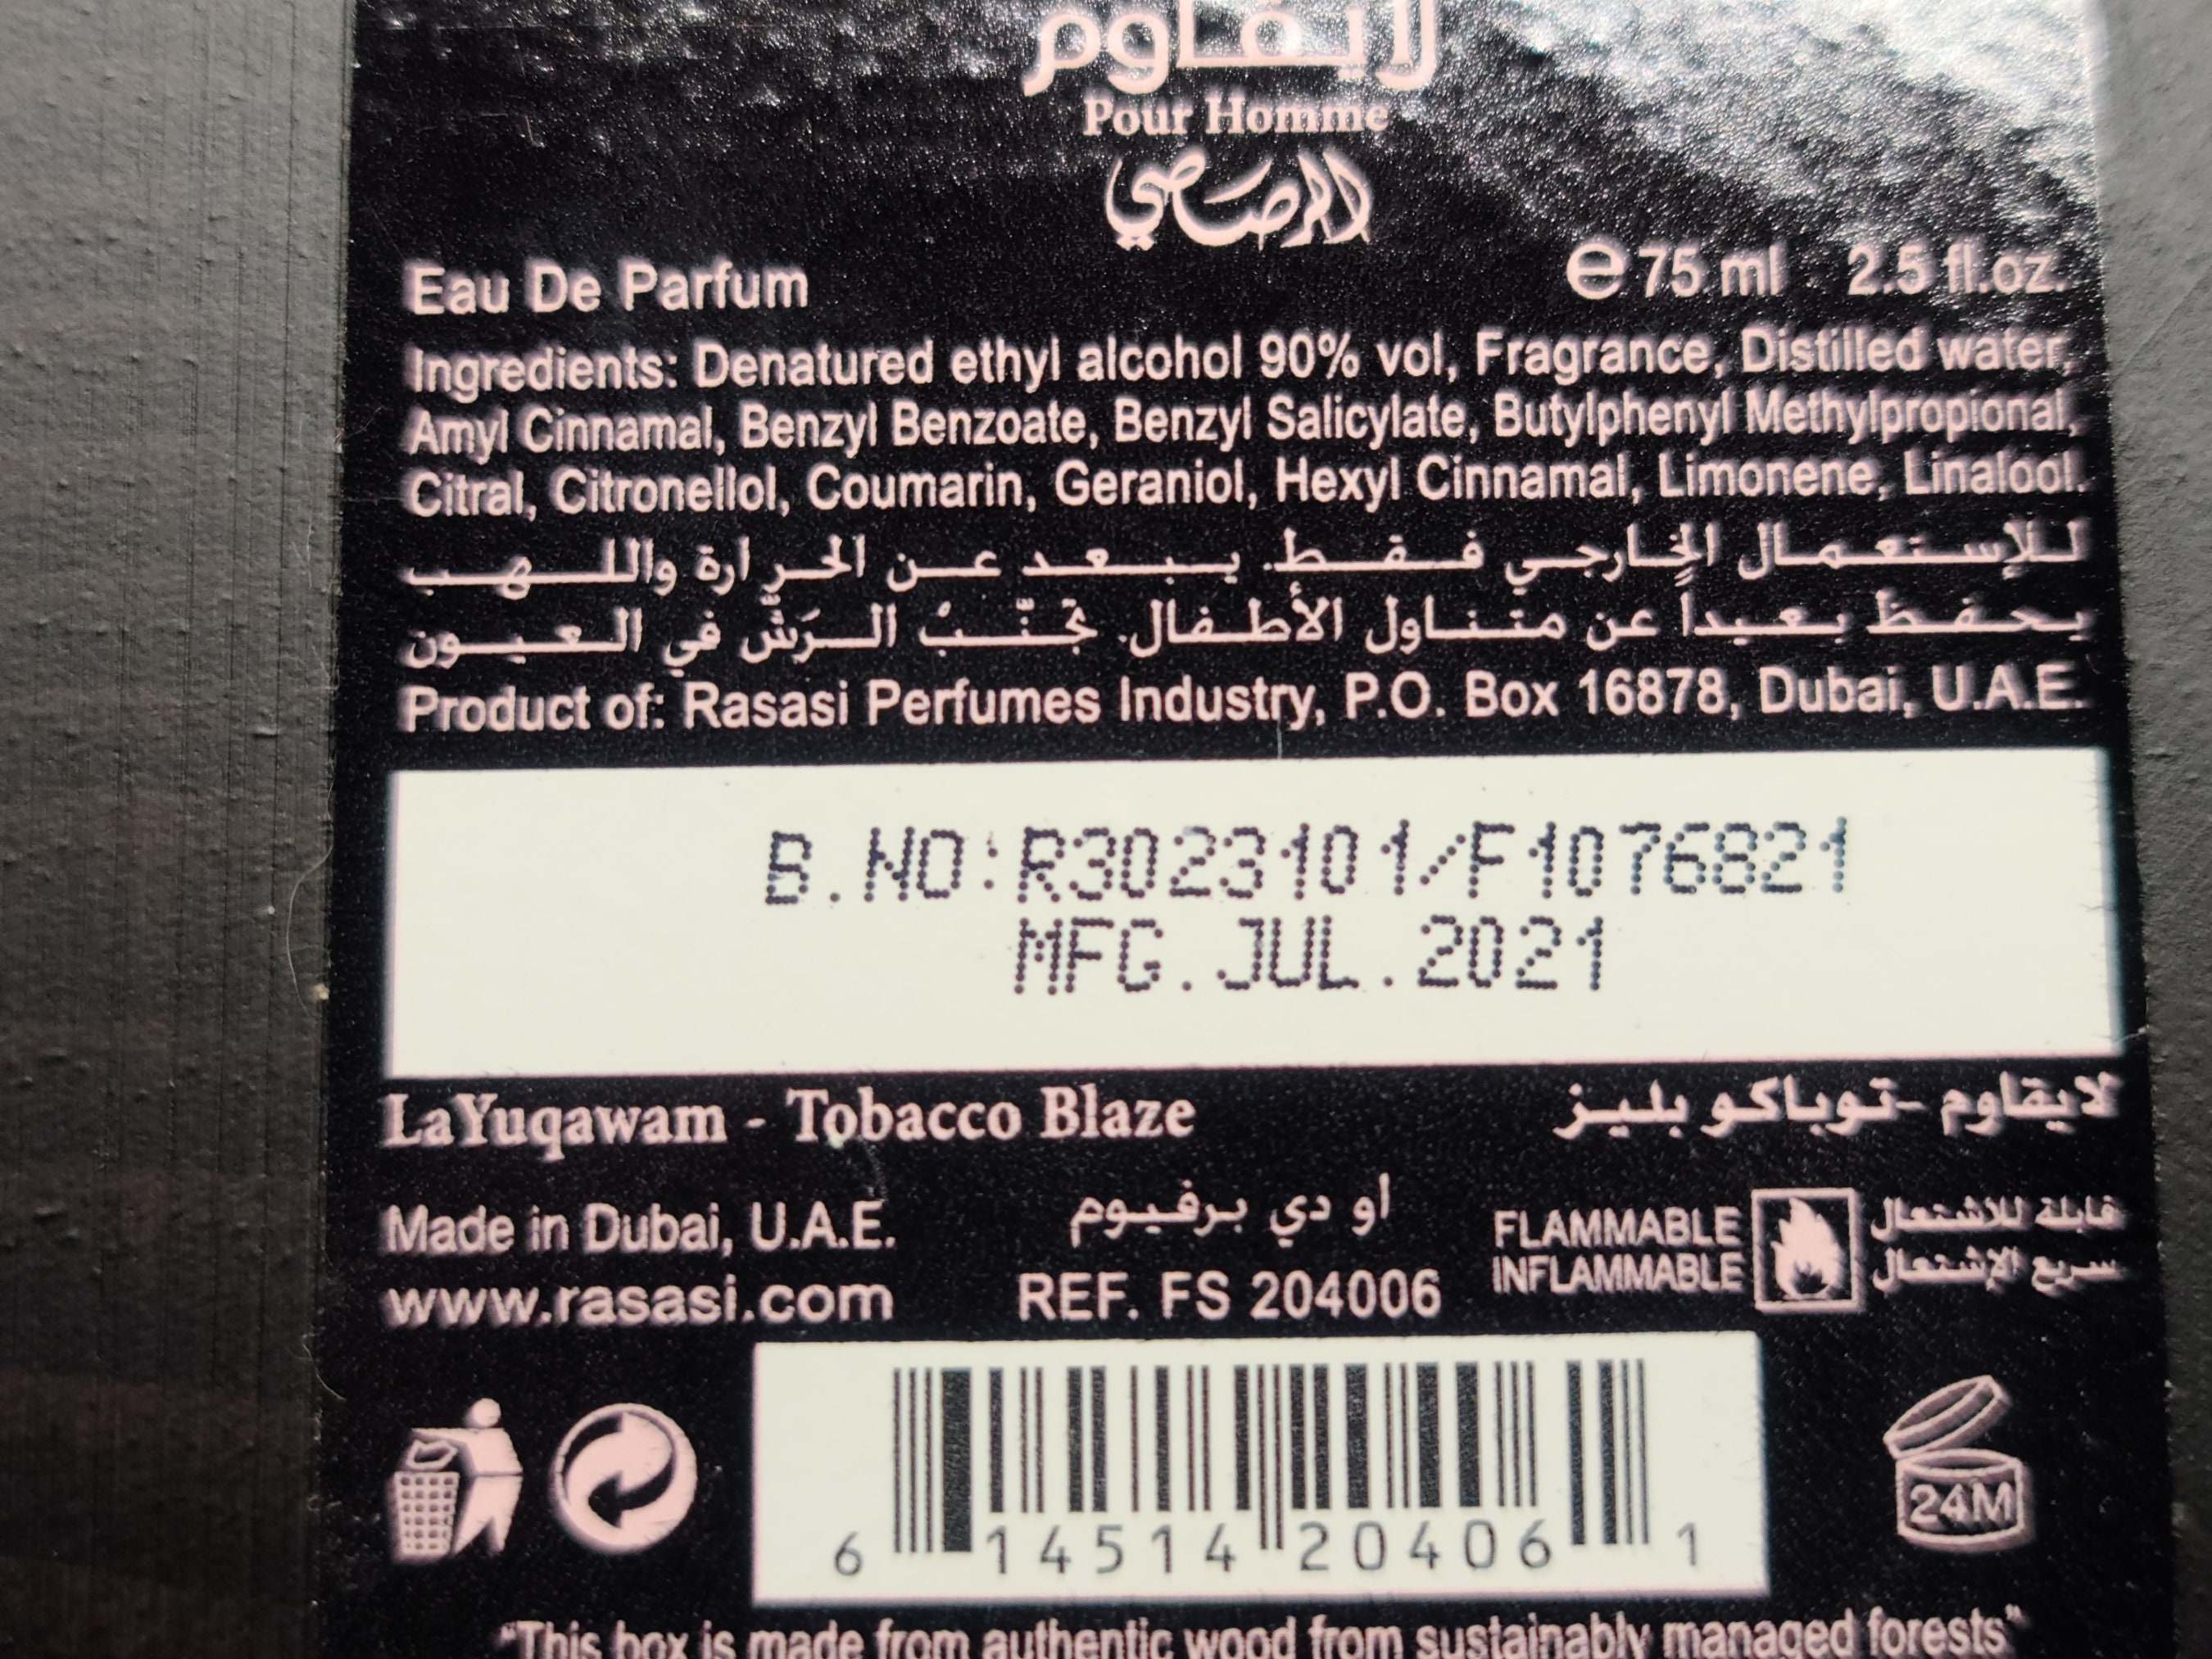 لايقاوم
Pour Homme
الرصاصي
Eau De Parfum e 75 ml 2.5 fl.oz.
Ingredients: Denatured ethyl alcohol 90% vol, Fragrance, Distilled water,
Amyl Cinnamal, Benzyl Benzoate, Benzyl Salicylate, Butylphenyl Methylpropional,
Citral, Citronellol, Coumarin, Geraniol, Hexyl Cinnamal, Limonene, Linalool.
للإستعمال الخارجي فقط. يبعد عن الحرارة واللهب
يحفظ بعيداً عن متناول الأطفال. تجنّبْ الرَشّ في العيون
Product of: Rasasi Perfumes Industry, P.O. Box 16878, Dubai, U.A.E.
B.NO:R3023101/F1076821
MFG.JUL.2021
LaYuqawam - Tobacco Blaze لايقاوم -توباكو بليز
Made in Dubai, U.A.E. او دي برفيوم FLAMMABLE قابلة للاشتعال
www.rasasi.com REF. FS 204006 INFLAMMABLE سريع الإشتعال
24M
6 14514 20406 1
"This box is made from authentic wood from sustainably managed forests"